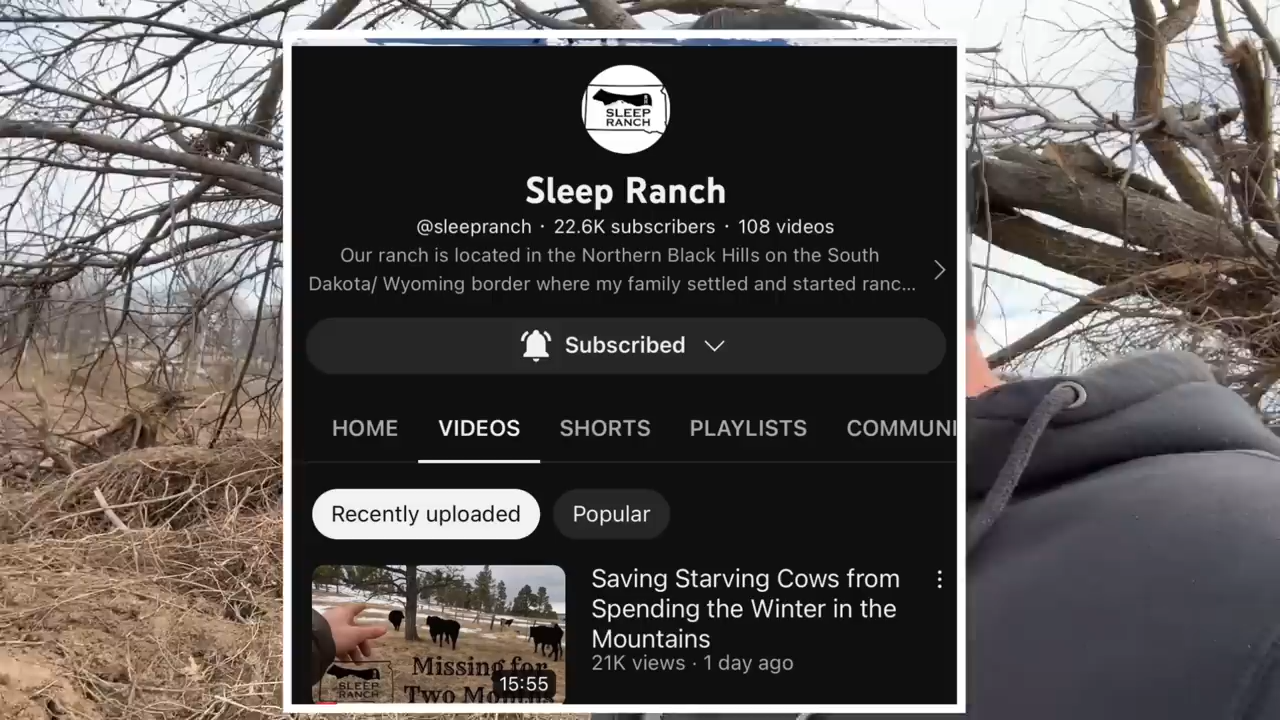 SLEEP
RANCH
Sleep Ranch
@sleepranch · 22.6K subscribers · 108 videos
Our ranch is located in the Northern Black Hills on the South
Dakota/ Wyoming border where my family settled and started ranc...
Subscribed
HOME VIDEOS SHORTS PLAYLISTS COMMUNI
Recently uploaded Popular
Saving Starving Cows from
Spending the Winter in the
Mountains
21K views · 1 day ago
Missing for
Two Mo
15:55
SLEEP
RANCH